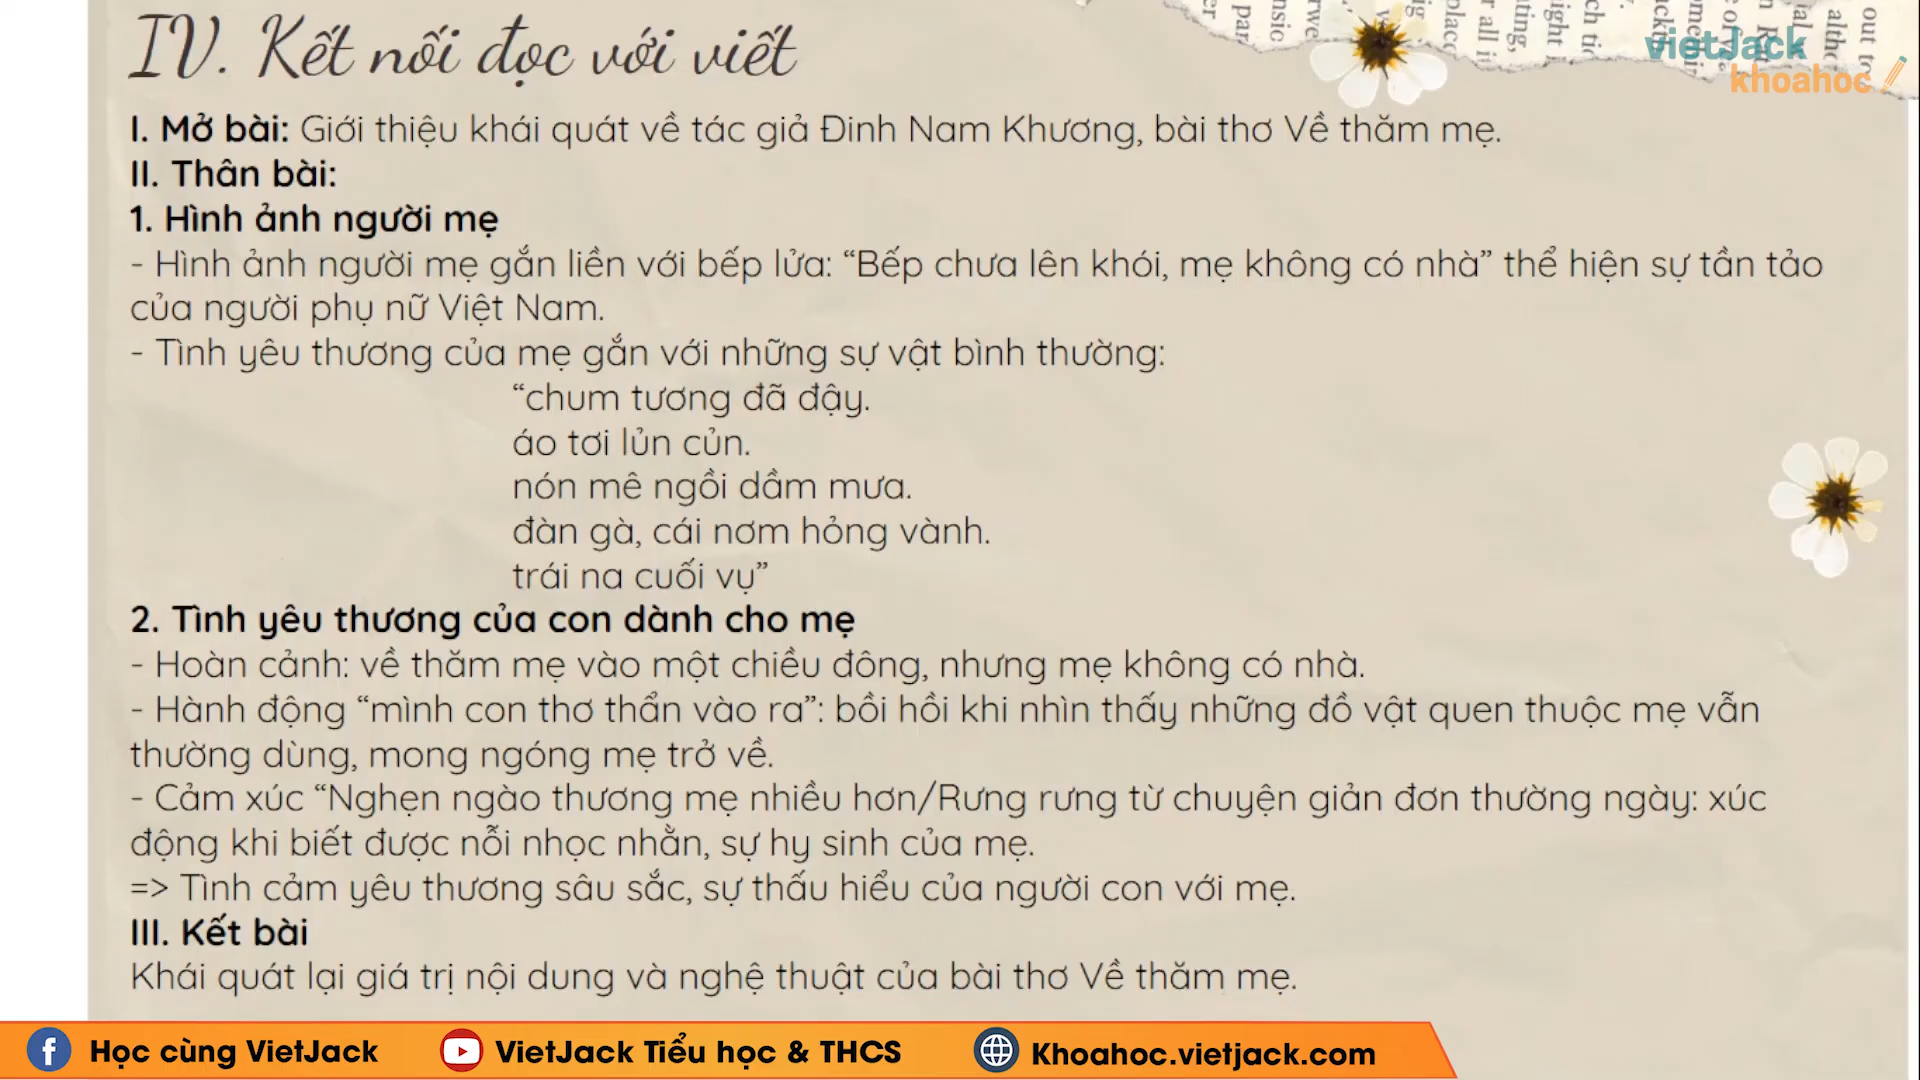 IV. Kết nối đọc với viết
vietJack
khoahoc
I. Mở bài: Giới thiệu khái quát về tác giả Đinh Nam Khương, bài thơ Về thăm mẹ.
II. Thân bài:
1. Hình ảnh người mẹ
- Hình ảnh người mẹ gắn liền với bếp lửa: “Bếp chưa lên khói, mẹ không có nhà” thể hiện sự tần tảo
của người phụ nữ Việt Nam.
- Tình yêu thương của mẹ gắn với những sự vật bình thường:
“chum tương đã đậy.
áo tơi lủn củn.
nón mê ngồi dầm mưa.
đàn gà, cái nơm hỏng vành.
trái na cuối vụ”
2. Tình yêu thương của con dành cho mẹ
- Hoàn cảnh: về thăm mẹ vào một chiều đông, nhưng mẹ không có nhà.
- Hành động “mình con thơ thẩn vào ra”: bồi hồi khi nhìn thấy những đồ vật quen thuộc mẹ vẫn
thường dùng, mong ngóng mẹ trở về.
- Cảm xúc “Nghẹn ngào thương mẹ nhiều hơn/Rưng rưng từ chuyện giản đơn thường ngày: xúc
động khi biết được nỗi nhọc nhằn, sự hy sinh của mẹ.
=> Tình cảm yêu thương sâu sắc, sự thấu hiểu của người con với mẹ.
III. Kết bài
Khái quát lại giá trị nội dung và nghệ thuật của bài thơ Về thăm mẹ.
Học cùng VietJack
VietJack Tiểu học & THCS
Khoahoc.vietjack.com